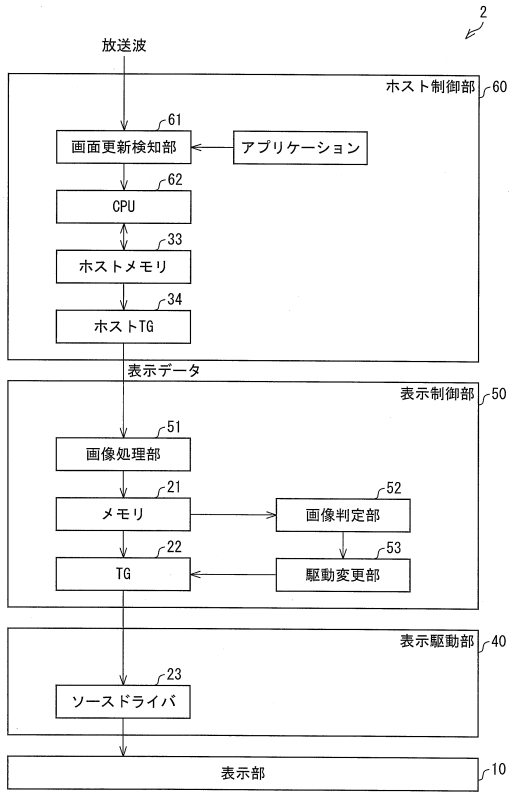 2
放送波
ホスト制御部 60
61
画面更新検知部 アプリケーション
62
CPU
33
ホストメモリ
34
ホストTG
表示データ
表示制御部 50
51
画像処理部
21 52
メモリ 画像判定部
22 53
TG 駆動変更部
表示駆動部 40
23
ソースドライバ
表示部 10